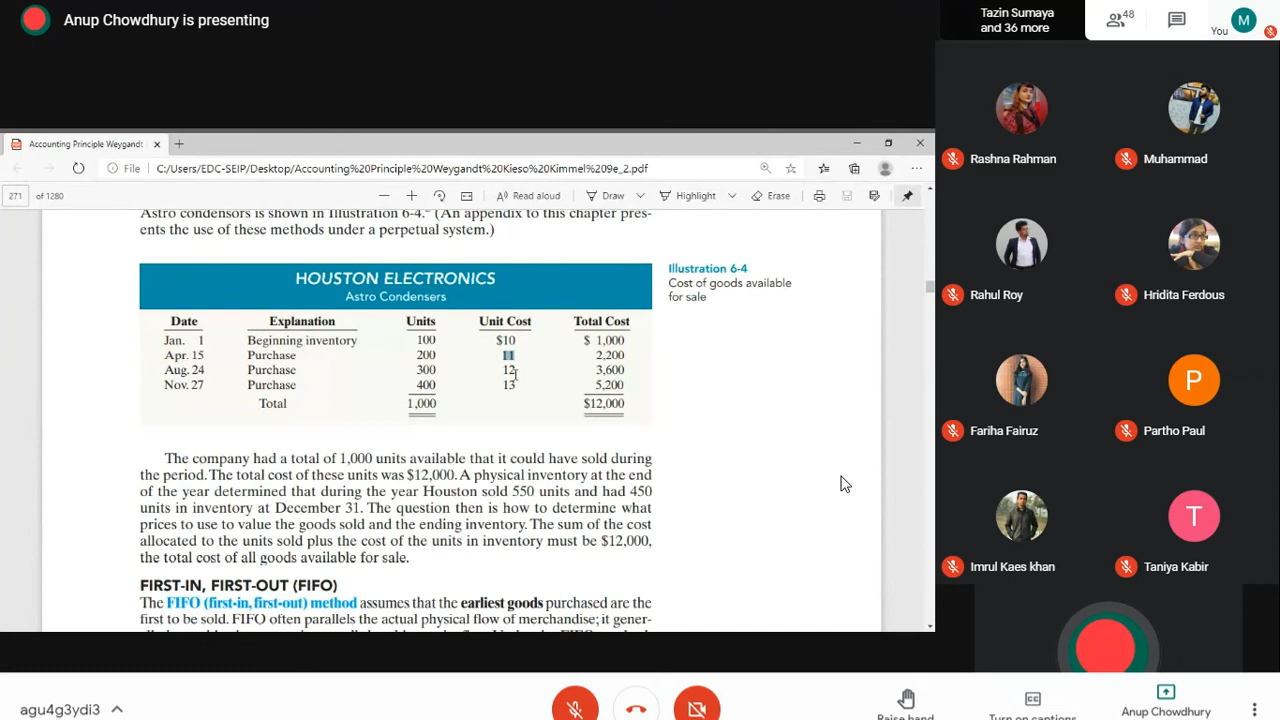 Anup Chowdhury is presenting
Tazin Sumaya
and 36 more
48
You
M
Accounting Principle Weygandt
File
C:/Users/EDC-SEIP/Desktop/Accounting%20Principle%20Weygandt%20Kieso%20Kimmel%209e_2.pdf
271 of 1280
Read aloud
Draw
Highlight
Erase
Astro condensors is shown in Illustration 6-4. (An appendix to this chapter pres-
ents the use of these methods under a perpetual system.)
HOUSTON ELECTRONICS
Astro Condensers
Date Explanation Units Unit Cost Total Cost
Jan. 1 Beginning inventory 100 $10 $ 1,000
Apr. 15 Purchase 200 11 2,200
Aug. 24 Purchase 300 12 3,600
Nov. 27 Purchase 400 13 5,200
Total 1,000 $12,000
Illustration 6-4
Cost of goods available
for sale
The company had a total of 1,000 units available that it could have sold during
the period. The total cost of these units was $12,000. A physical inventory at the end
of the year determined that during the year Houston sold 550 units and had 450
units in inventory at December 31. The question then is how to determine what
prices to use to value the goods sold and the ending inventory. The sum of the cost
allocated to the units sold plus the cost of the units in inventory must be $12,000,
the total cost of all goods available for sale.
FIRST-IN, FIRST-OUT (FIFO)
The FIFO (first-in, first-out) method assumes that the earliest goods purchased are the
first to be sold. FIFO often parallels the actual physical flow of merchandise; it gener-
Rashna Rahman
Muhammad
Rahul Roy
Hridita Ferdous
Fariha Fairuz
P
Partho Paul
Imrul Kaes khan
T
Taniya Kabir
agu4g3ydi3
Raise hand
CC
Turn on captions
Anup Chowdhury